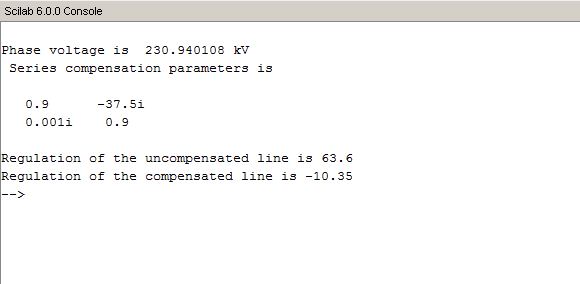 Scilab 6.0.0 Console
Phase voltage is  230.940108 kV
Series compensation parameters is
0.9      -37.5i
0.001i    0.9
Regulation of the uncompensated line is 63.6
Regulation of the compensated line is -10.35
-->